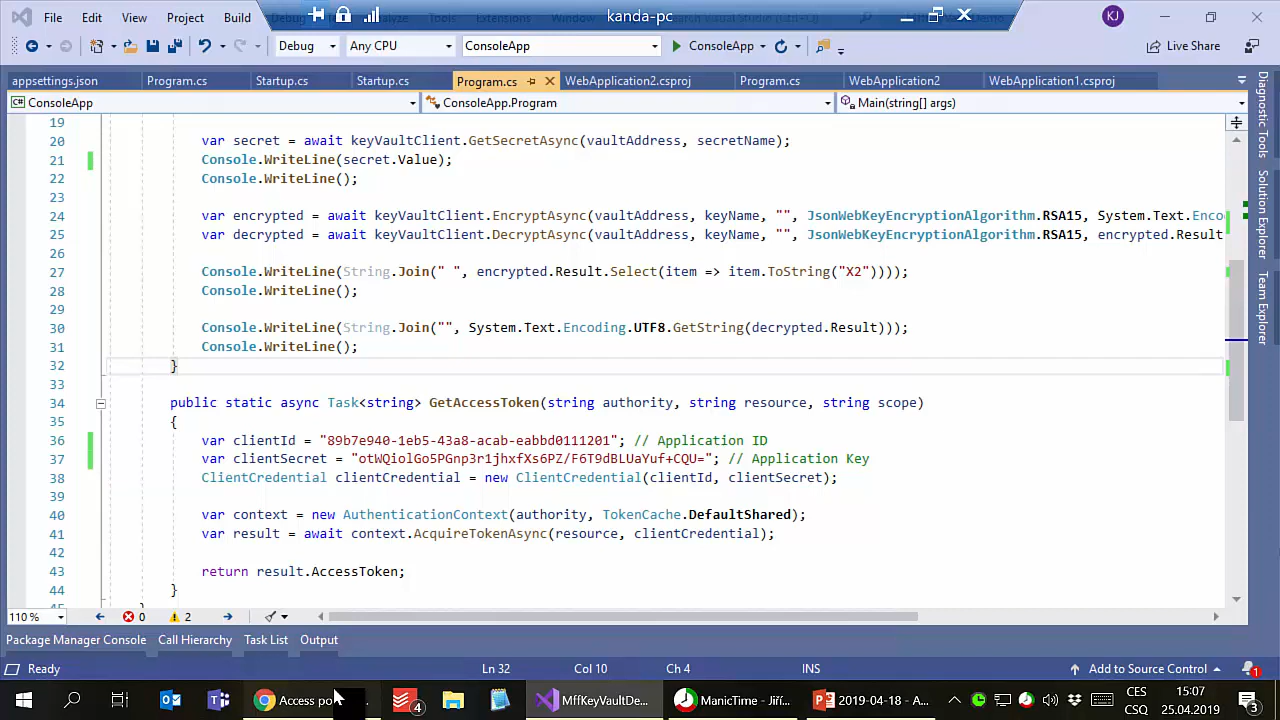 kanda-pc
File Edit View Project Build
KJ
Debug Any CPU ConsoleApp ConsoleApp Live Share
appsettings.json Program.cs Startup.cs Startup.cs Program.cs WebApplication2.csproj Program.cs WebApplication2 WebApplication1.csproj
ConsoleApp ConsoleApp.Program Main(string[] args)
19
20 var secret = await keyVaultClient.GetSecretAsync(vaultAddress, secretName);
21 Console.WriteLine(secret.Value);
22 Console.WriteLine();
23
24 var encrypted = await keyVaultClient.EncryptAsync(vaultAddress, keyName, "", JsonWebKeyEncryptionAlgorithm.RSA15, System.Text.Enco
25 var decrypted = await keyVaultClient.DecryptAsync(vaultAddress, keyName, "", JsonWebKeyEncryptionAlgorithm.RSA15, encrypted.Result
26
27 Console.WriteLine(String.Join(" ", encrypted.Result.Select(item => item.ToString("X2"))));
28 Console.WriteLine();
29
30 Console.WriteLine(String.Join("", System.Text.Encoding.UTF8.GetString(decrypted.Result)));
31 Console.WriteLine();
32 }
33
34 public static async Task<string> GetAccessToken(string authority, string resource, string scope)
35 {
36 var clientId = "89b7e940-1eb5-43a8-acab-eabbd0111201"; // Application ID
37 var clientSecret = "otWQiolGo5PGnp3r1jhxfXs6PZ/F6T9dBLUaYuf+CQU="; // Application Key
38 ClientCredential clientCredential = new ClientCredential(clientId, clientSecret);
39
40 var context = new AuthenticationContext(authority, TokenCache.DefaultShared);
41 var result = await context.AcquireTokenAsync(resource, clientCredential);
42
43 return result.AccessToken;
44 }
Diagnostic Tools
Solution Explorer
Team Explorer
110 % 0 2
Package Manager Console Call Hierarchy Task List Output
Ready Ln 32 Col 10 Ch 4 INS Add to Source Control 1
Access po 4 MffKeyVaultDe... ManicTime - Jiř... 2019-04-18 - A... CES 15:07
CSQ 25.04.2019 3